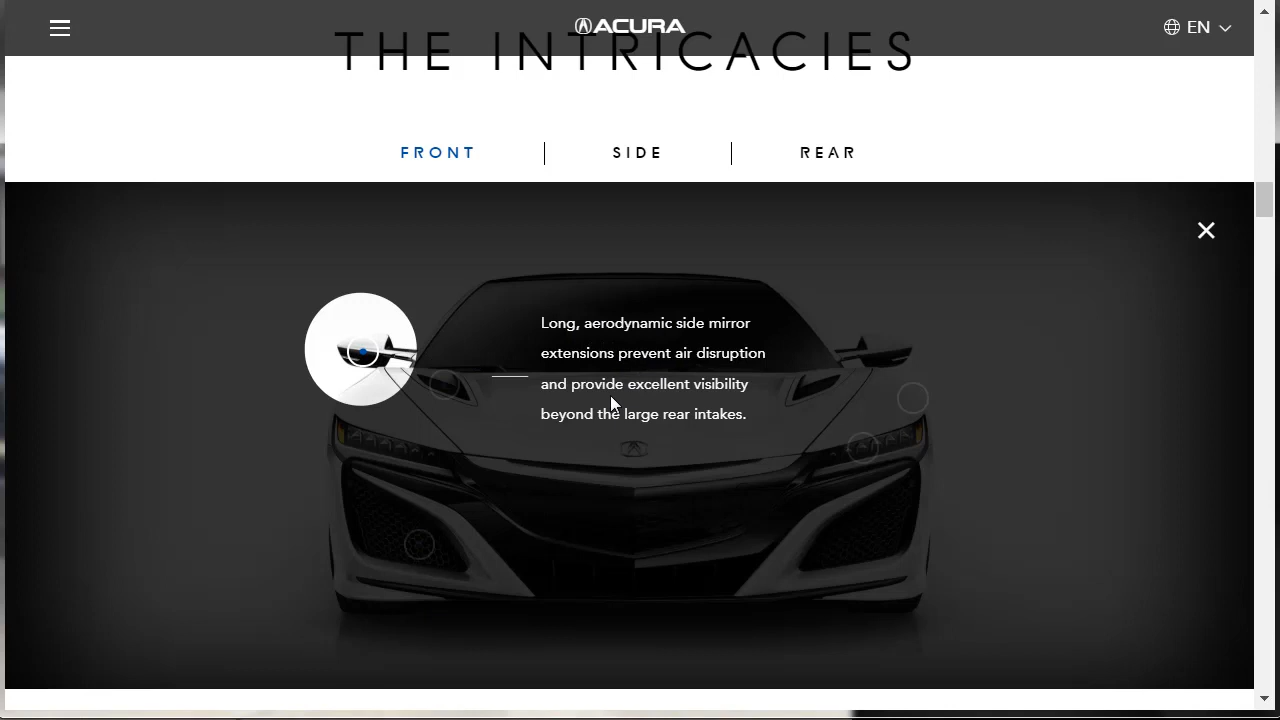 ACURA
EN
THE INTRICACIES
FRONT
SIDE
REAR
Long, aerodynamic side mirror
extensions prevent air disruption
and provide excellent visibility
beyond the large rear intakes.